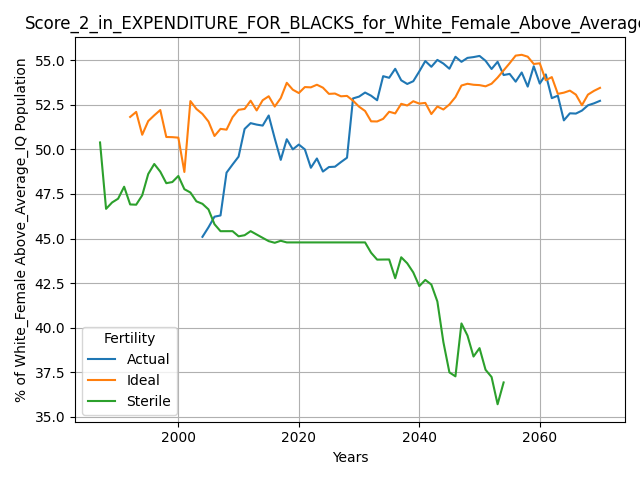 Score_2_in_EXPENDITURE_FOR_BLACKS_for_White_Female_Above_Average
% of White_Female Above_Average_IQ Population
55.0
52.5
50.0
47.5
45.0
42.5
40.0
37.5
35.0
Fertility
Actual
Ideal
Sterile
2000 2020 2040 2060
Years